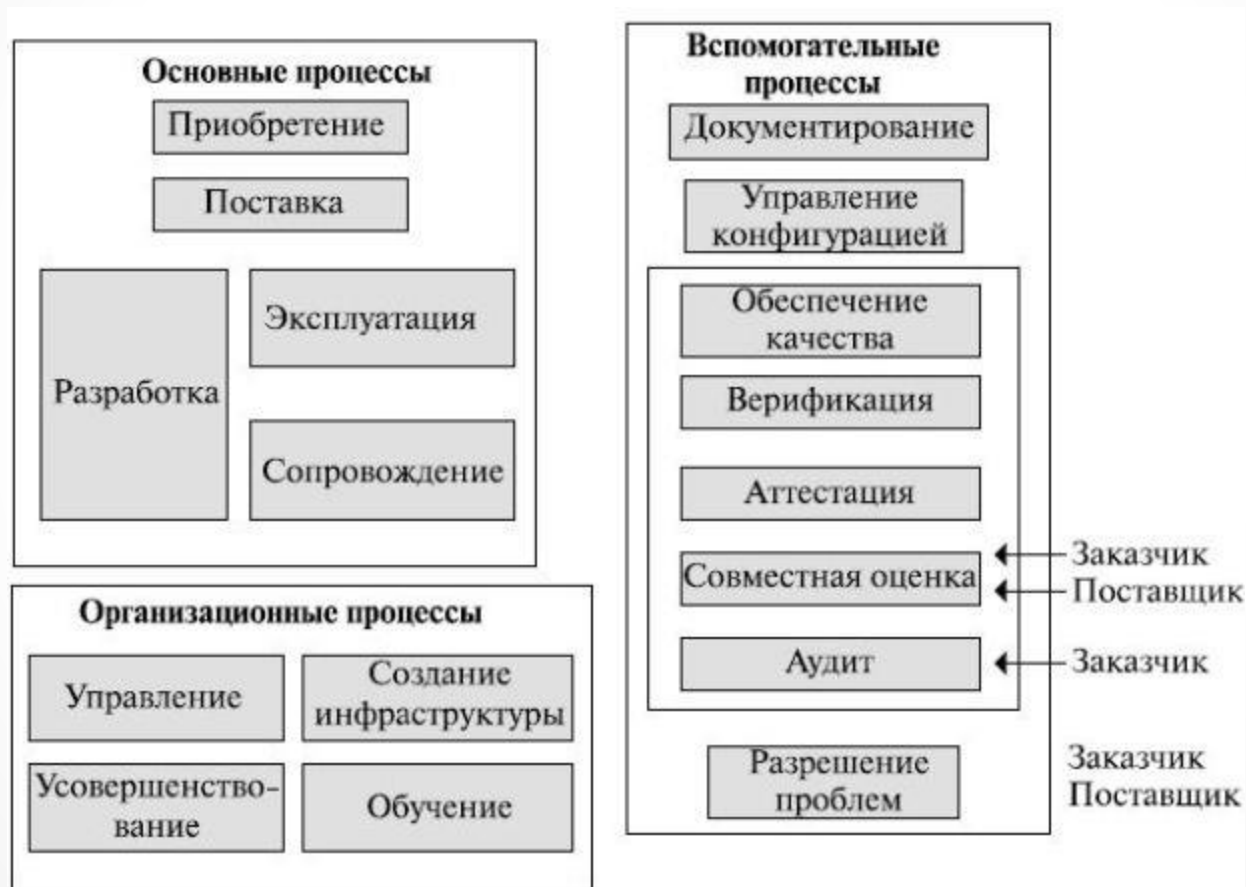 Основные процессы
Приобретение
Поставка
Разработка
Эксплуатация
Сопровождение
Организационные процессы
Управление
Создание
инфраструктуры
Усовершенство-
вание
Обучение
Вспомогательные
процессы
Документирование
Управление
конфигурацией
Обеспечение
качества
Верификация
Аттестация
Совместная оценка
Заказчик
Поставщик
Аудит
Заказчик
Разрешение
проблем
Заказчик
Поставщик